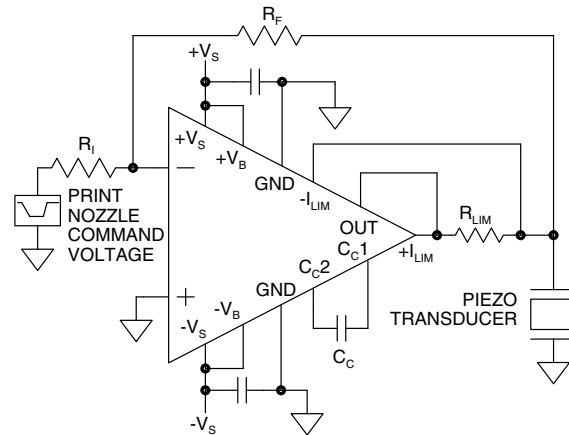 R_F
+V_S
R_I
+V_S
+V_B
GND
-I_LIM
PRINT
NOZZLE
COMMAND
VOLTAGE
OUT
R_LIM
+I_LIM
C_C1
C_C2
GND
-V_B
-V_S
PIEZO
TRANSDUCER
C_C
-V_S